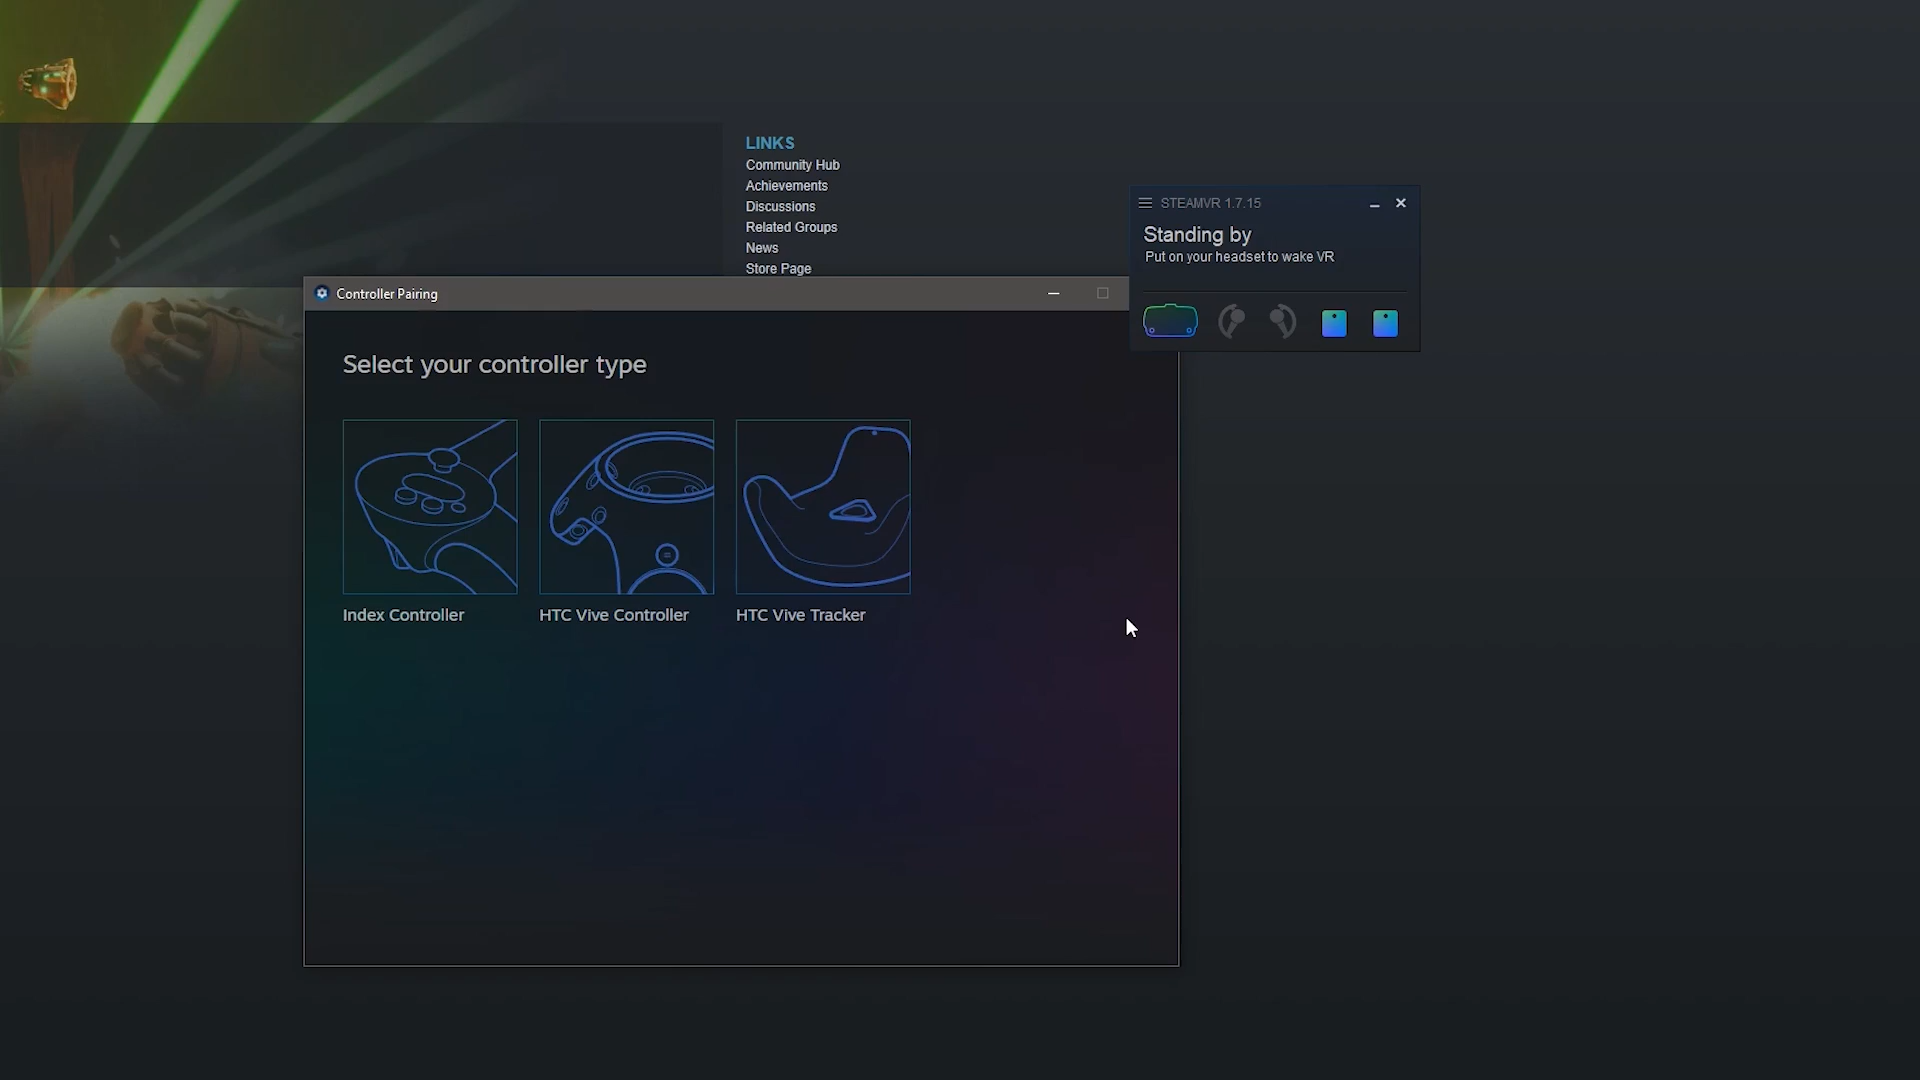 LINKS
Community Hub
Achievements
Discussions
Related Groups
News
Store Page
STEAMVR 1.7.15
Standing by
Put on your headset to wake VR
Controller Pairing
Select your controller type
Index Controller
HTC Vive Controller
HTC Vive Tracker